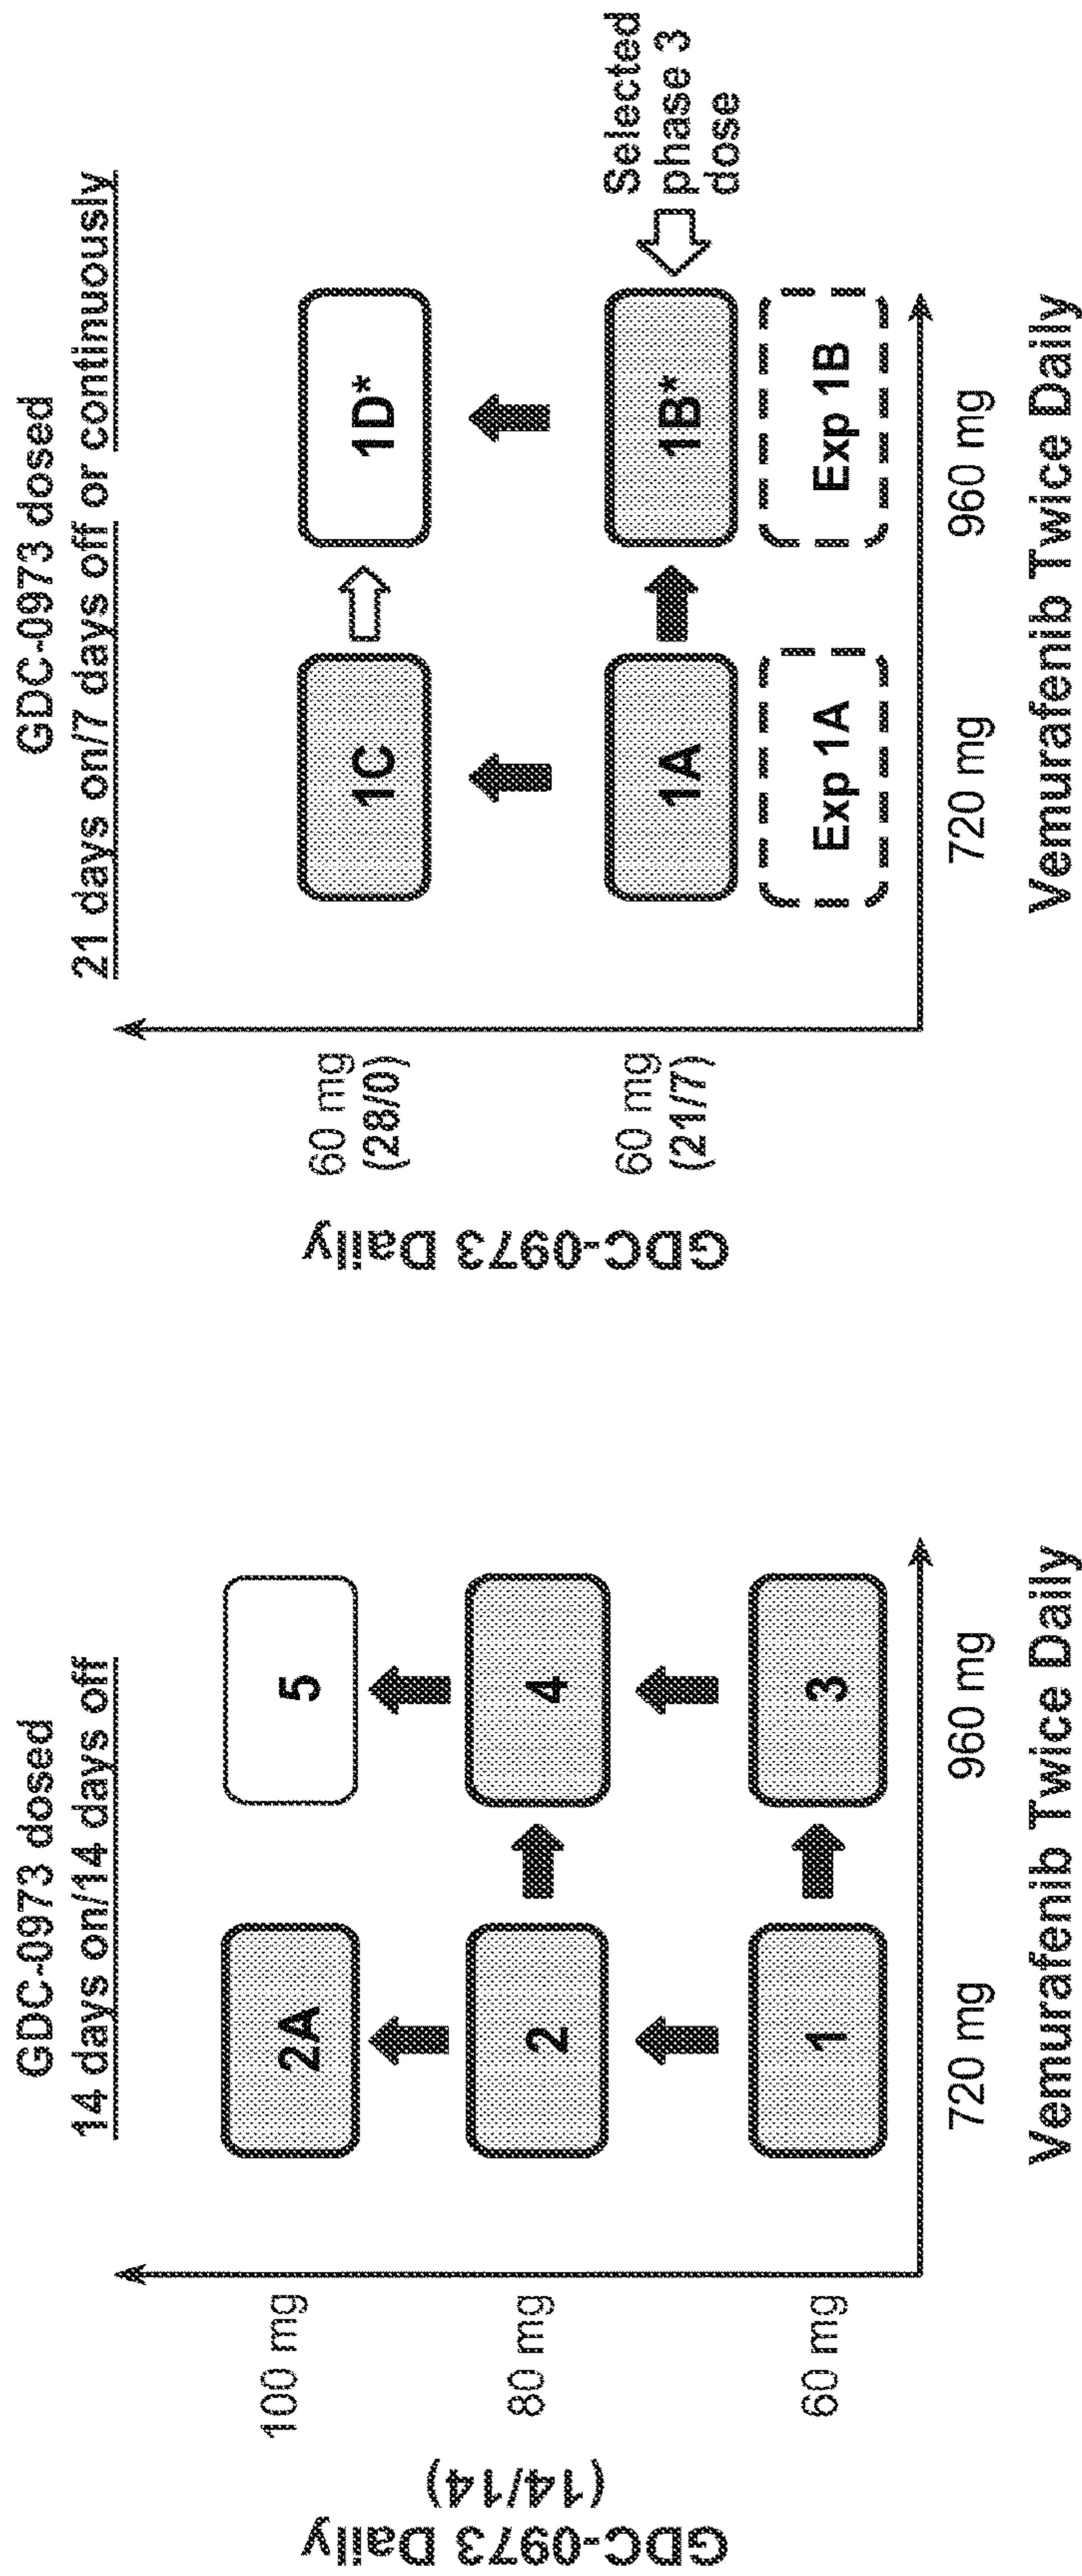 GDC-0973 dosed
14 days on/14 days off
GDC-0973 Daily
(14/14)
100 mg
80 mg
60 mg
2A
5
2
4
1
3
720 mg
960 mg
Vemurafenib Twice Daily
GDC-0973 dosed
21 days on/7 days off or continuously
GDC-0973 Daily
60 mg
(28/0)
60 mg
(21/7)
1C
1D*
1A
1B*
Selected
phase 3
dose
Exp 1A
Exp 1B
720 mg
960 mg
Vemurafenib Twice Daily